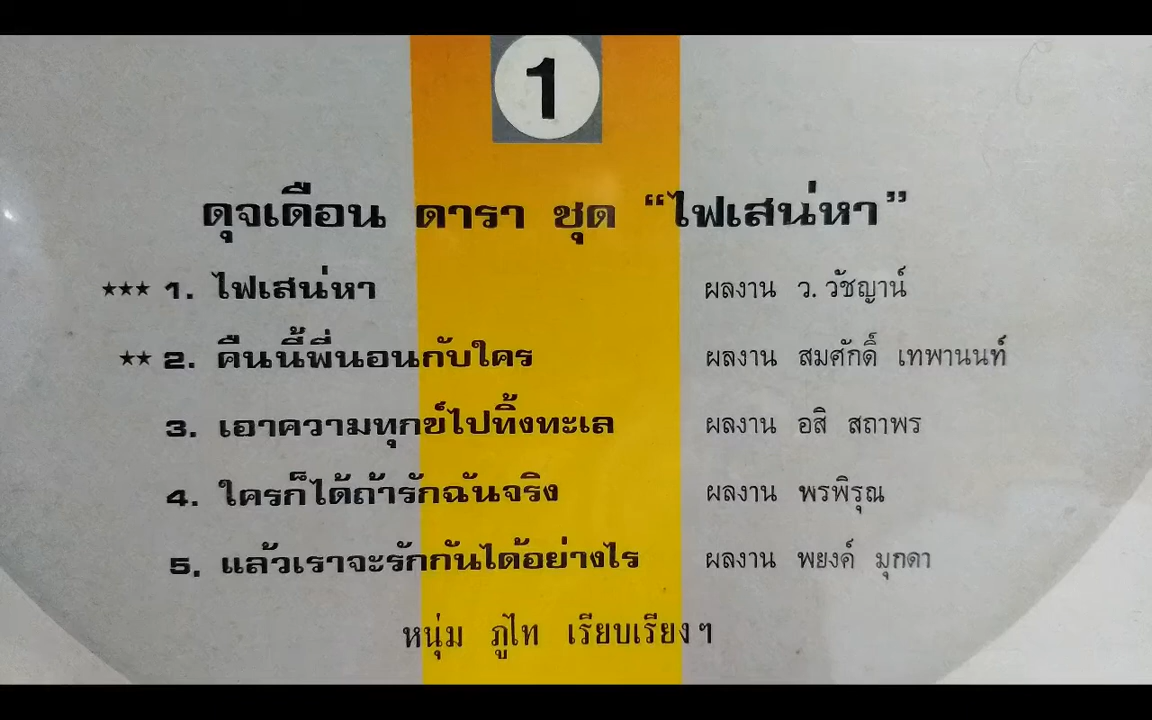 1
ดุจเดือน ดารา ชุด “ไฟเสน่หา”
★★★ 1. ไฟเสน่หา ผลงาน ว. วัชญาน์
★★ 2. คืนนี้พี่นอนกับใคร ผลงาน สมศักดิ์ เทพานนท์
3. เอาความทุกข์ไปทิ้งทะเล ผลงาน อสิ สถาพร
4. ใครก็ได้ถ้ารักฉันจริง ผลงาน พรพิรุณ
5. แล้วเราจะรักกันได้อย่างไร ผลงาน พยงค์ มุกดา
หนุ่ม ภูไท เรียบเรียงๆ